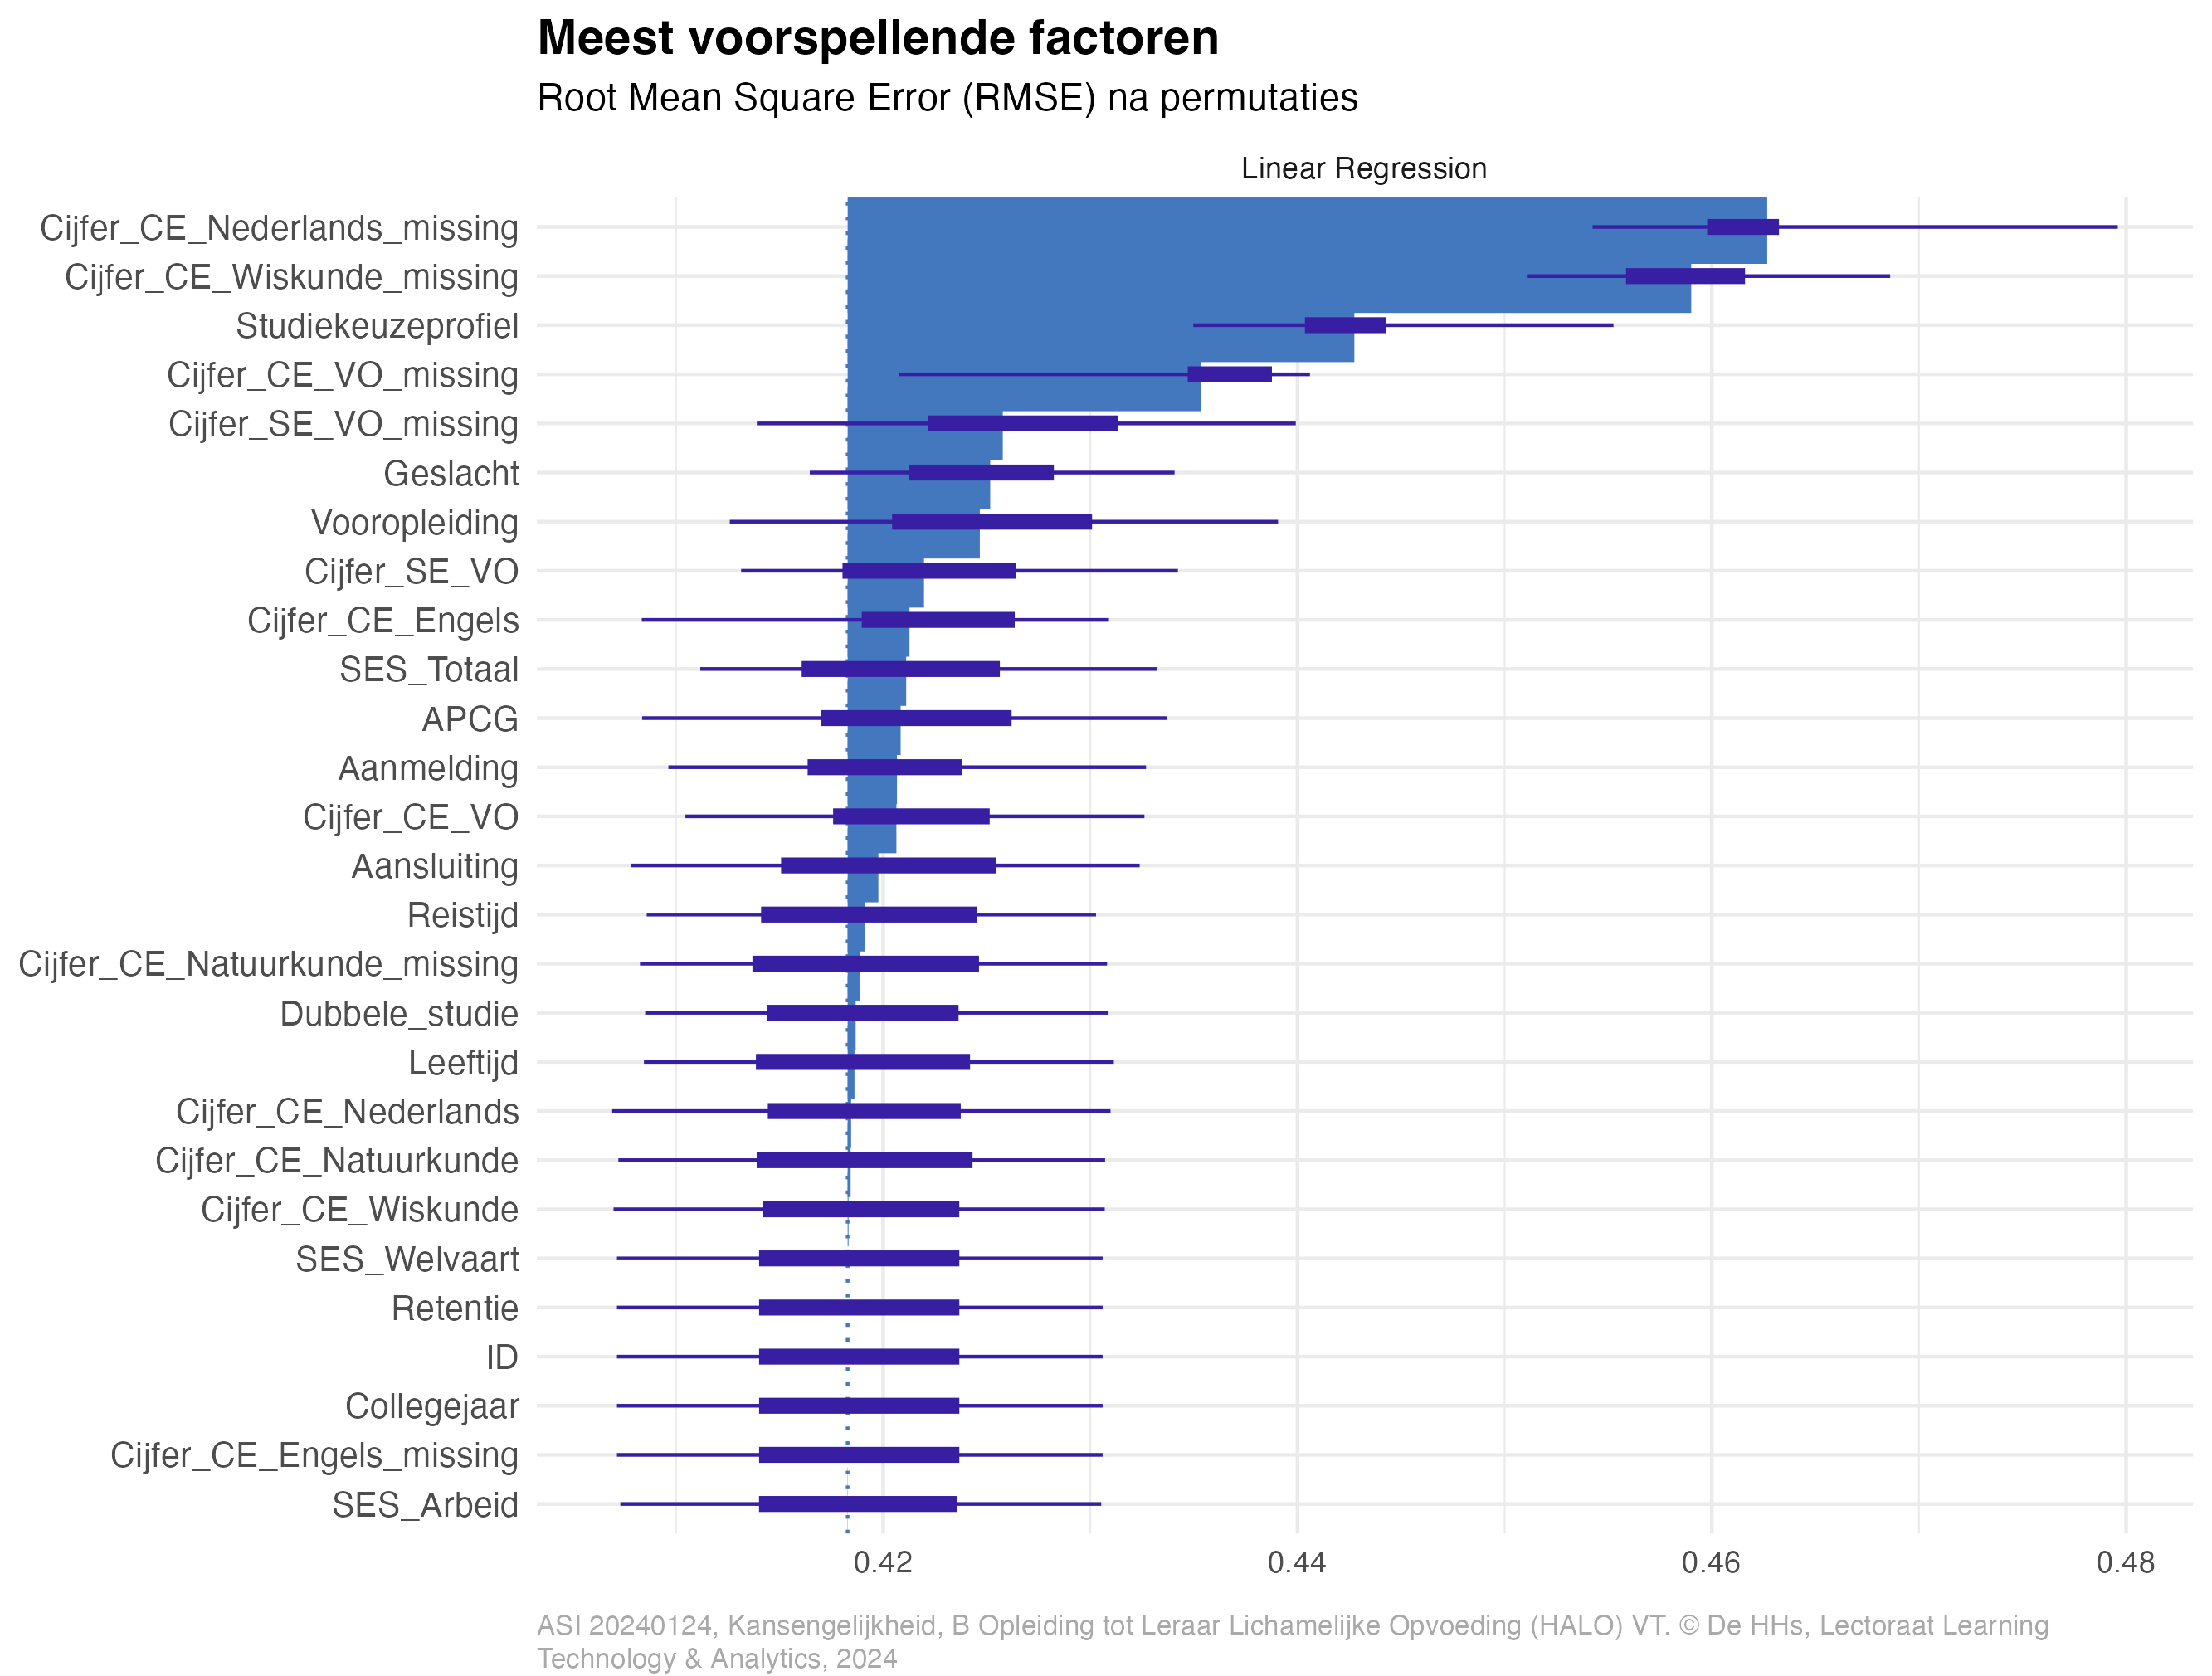 Meest voorspellende factoren
Root Mean Square Error (RMSE) na permutaties
Linear Regression
Cijfer_CE_Nederlands_missing
Cijfer_CE_Wiskunde_missing
Studiekeuzeprofiel
Cijfer_CE_VO_missing
Cijfer_SE_VO_missing
Geslacht
Vooropleiding
Cijfer_SE_VO
Cijfer_CE_Engels
SES_Totaal
APCG
Aanmelding
Cijfer_CE_VO
Aansluiting
Reistijd
Cijfer_CE_Natuurkunde_missing
Dubbele_studie
Leeftijd
Cijfer_CE_Nederlands
Cijfer_CE_Natuurkunde
Cijfer_CE_Wiskunde
SES_Welvaart
Retentie
ID
Collegejaar
Cijfer_CE_Engels_missing
SES_Arbeid
0.42 0.44 0.46 0.48
ASI 20240124, Kansengelijkheid, B Opleiding tot Leraar Lichamelijke Opvoeding (HALO) VT. © De HHs, Lectoraat Learning
Technology & Analytics, 2024